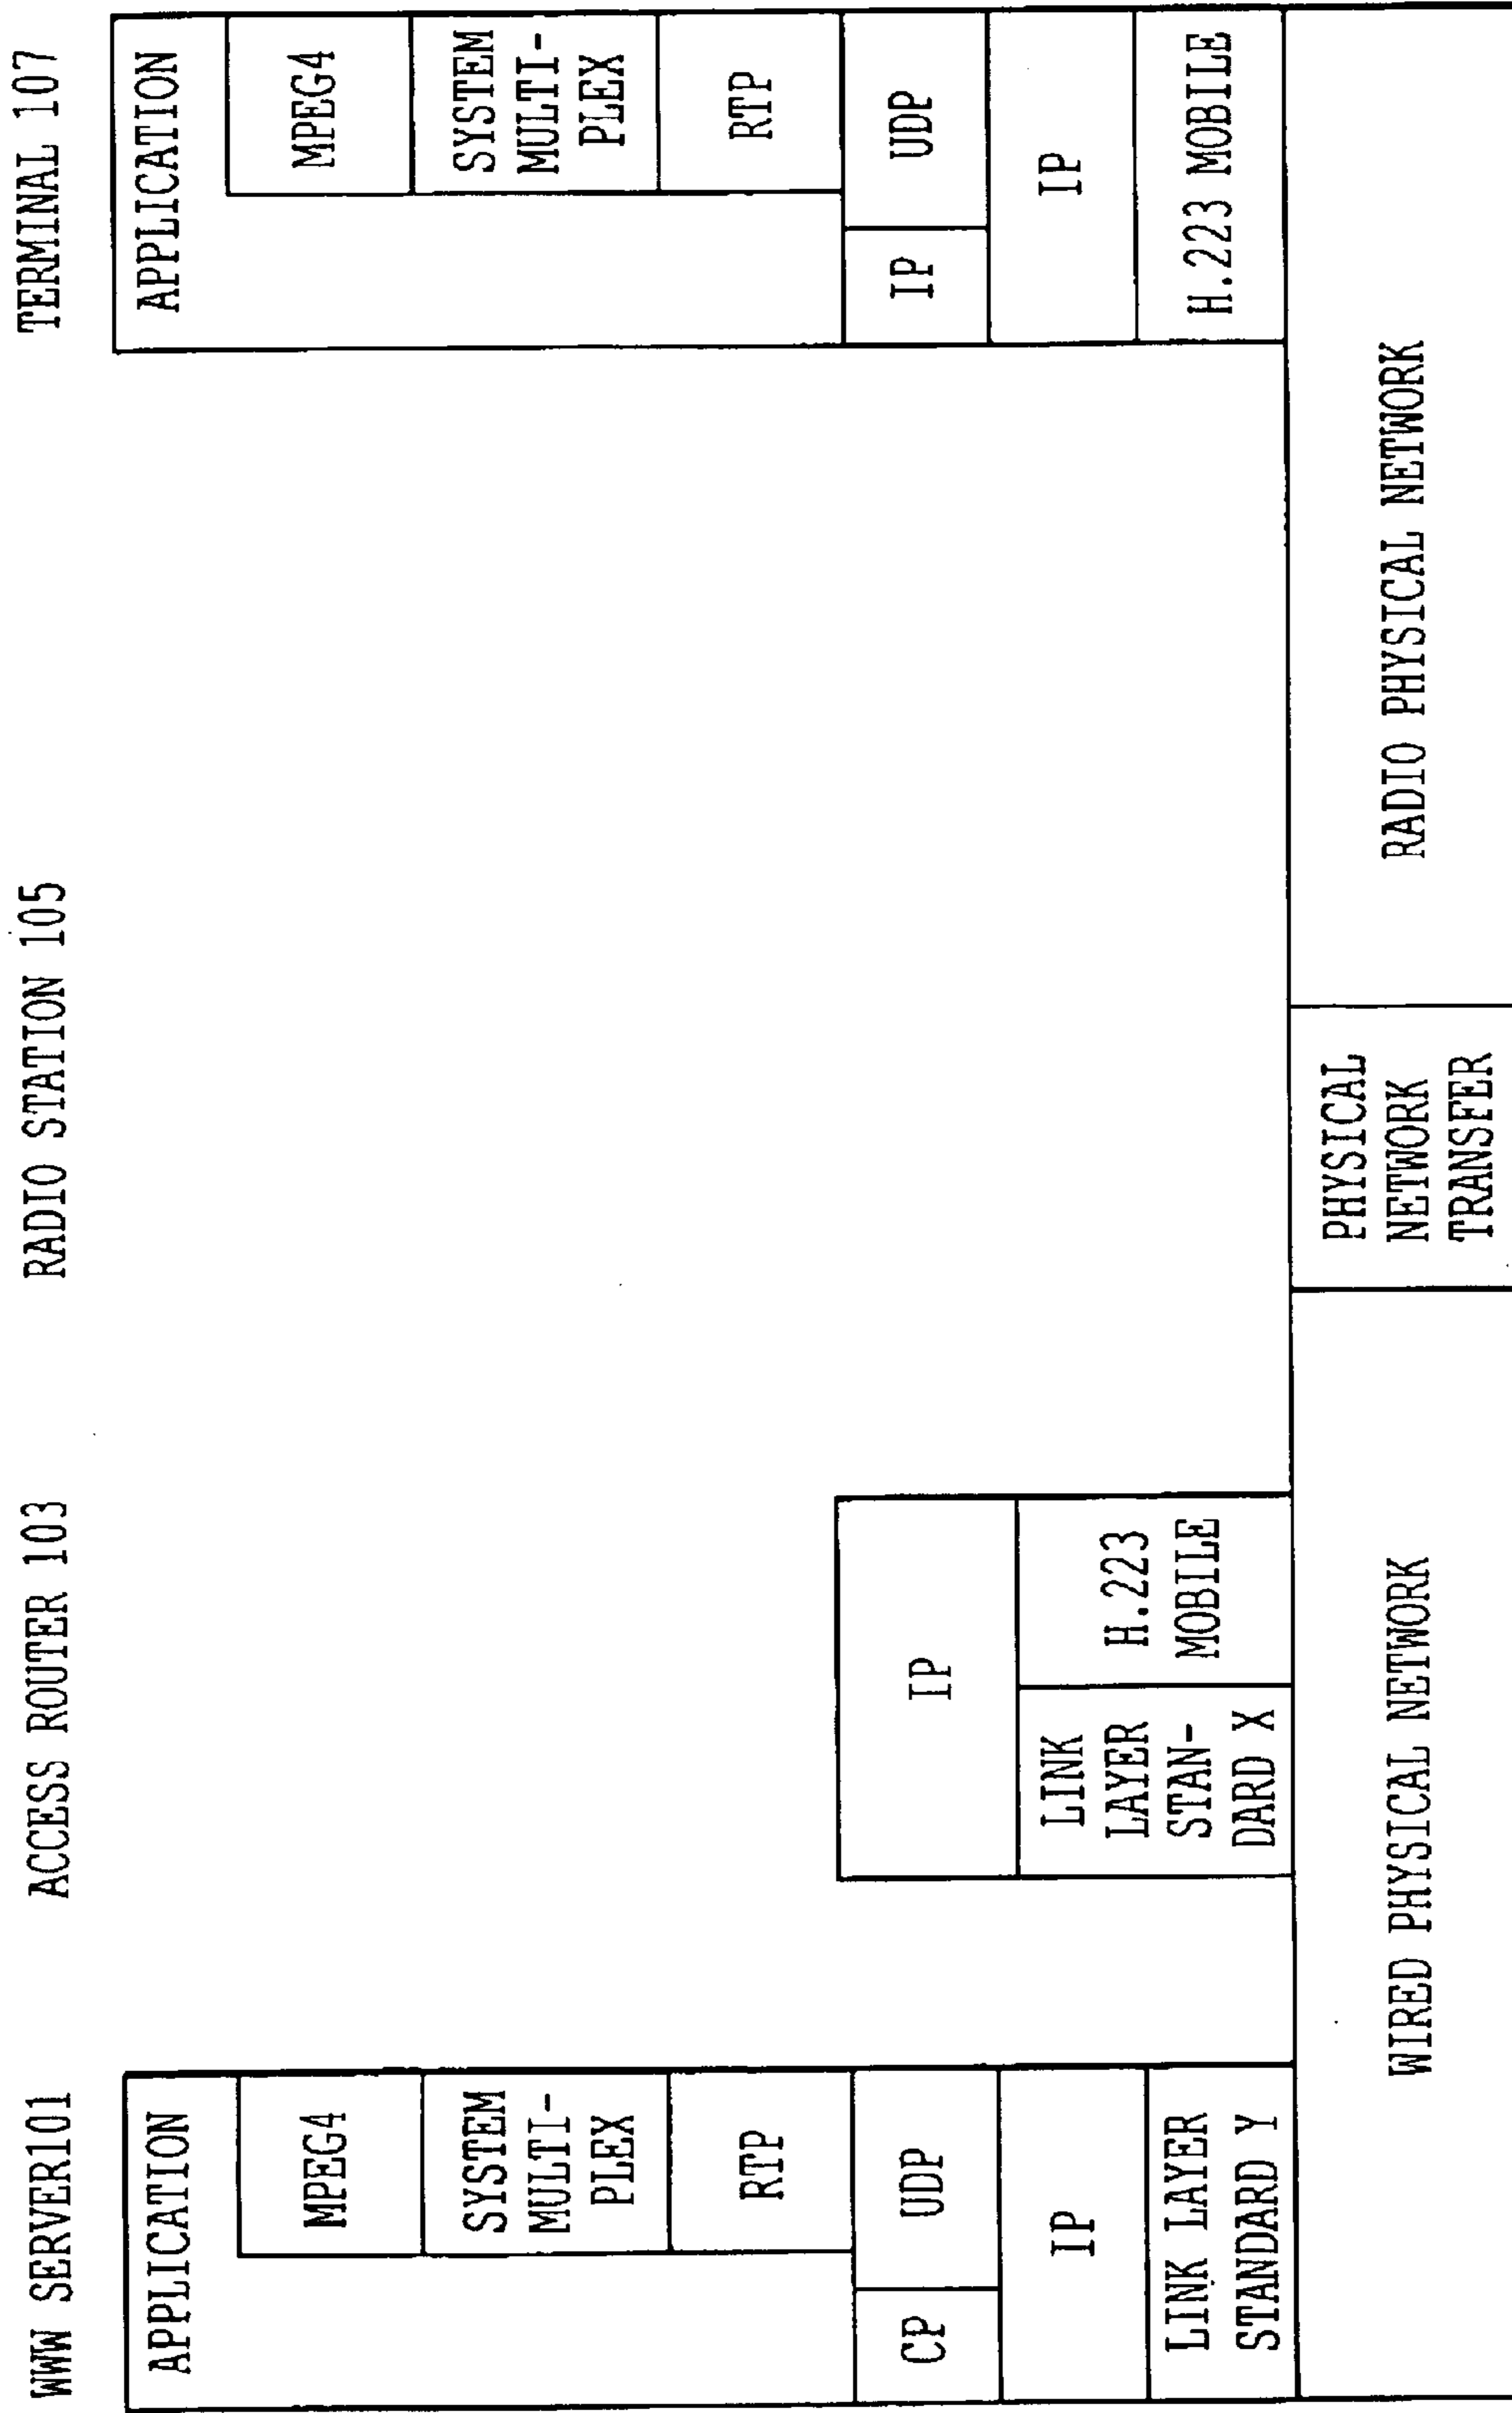 WWW SERVER101
ACCESS ROUTER 103
RADIO STATION 105
TERMINAL 107
APPLICATION
MPEG4
SYSTEM
MULTI-
PLEX
RTP
CP
UDP
IP
LINK LAYER
STANDARD Y
IP
LINK
LAYER
STAN-
DARD X
H.223
MOBILE
APPLICATION
MPEG4
SYSTEM
MULTI-
PLEX
RTP
IP
UDP
IP
H.223 MOBILE
WIRED PHYSICAL NETWORK
PHYSICAL
NETWORK
TRANSFER
RADIO PHYSICAL NETWORK